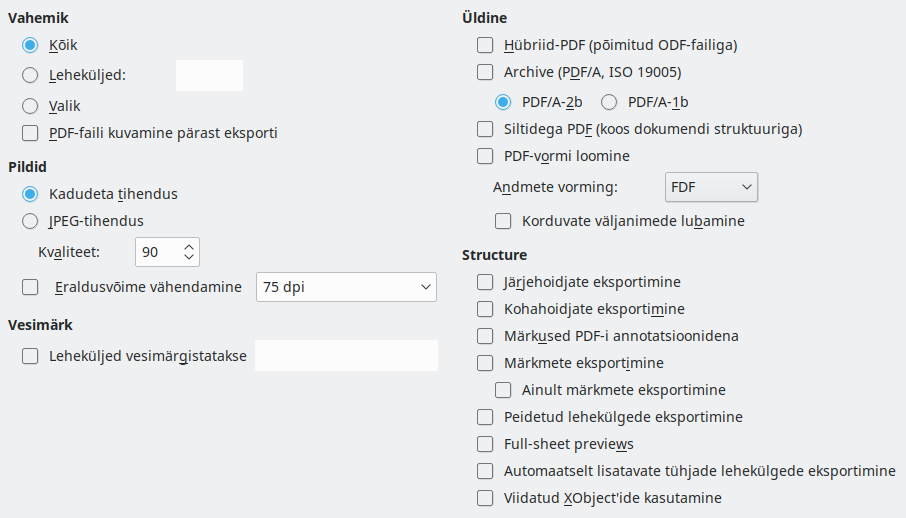 Vahemik
Kõik
Leheküljed:
Valik
PDF-faili kuvamine pärast eksporti
Pildid
Kadudeta tihendus
JPEG-tihendus
Kvaliteet: 90
Eraldusvõime vähendamine 75 dpi
Vesimärk
Leheküljed vesimärgistatakse
Üldine
Hübriid-PDF (põimitud ODF-failiga)
Archive (PDF/A, ISO 19005)
PDF/A-2b PDF/A-1b
Siltidega PDF (koos dokumendi struktuuriga)
PDF-vormi loomine
Andmete vorming: FDF
Korduvate väljanimede lubamine
Structure
Järjehoidjate eksportimine
Kohahoidjate eksportimine
Märkused PDF-i annotatsioonidena
Märkmete eksportimine
Ainult märkmete eksportimine
Peidetud lehekülgede eksportimine
Full-sheet previews
Automaatselt lisatavate tühjade lehekülgede eksportimine
Viidatud XObject'ide kasutamine